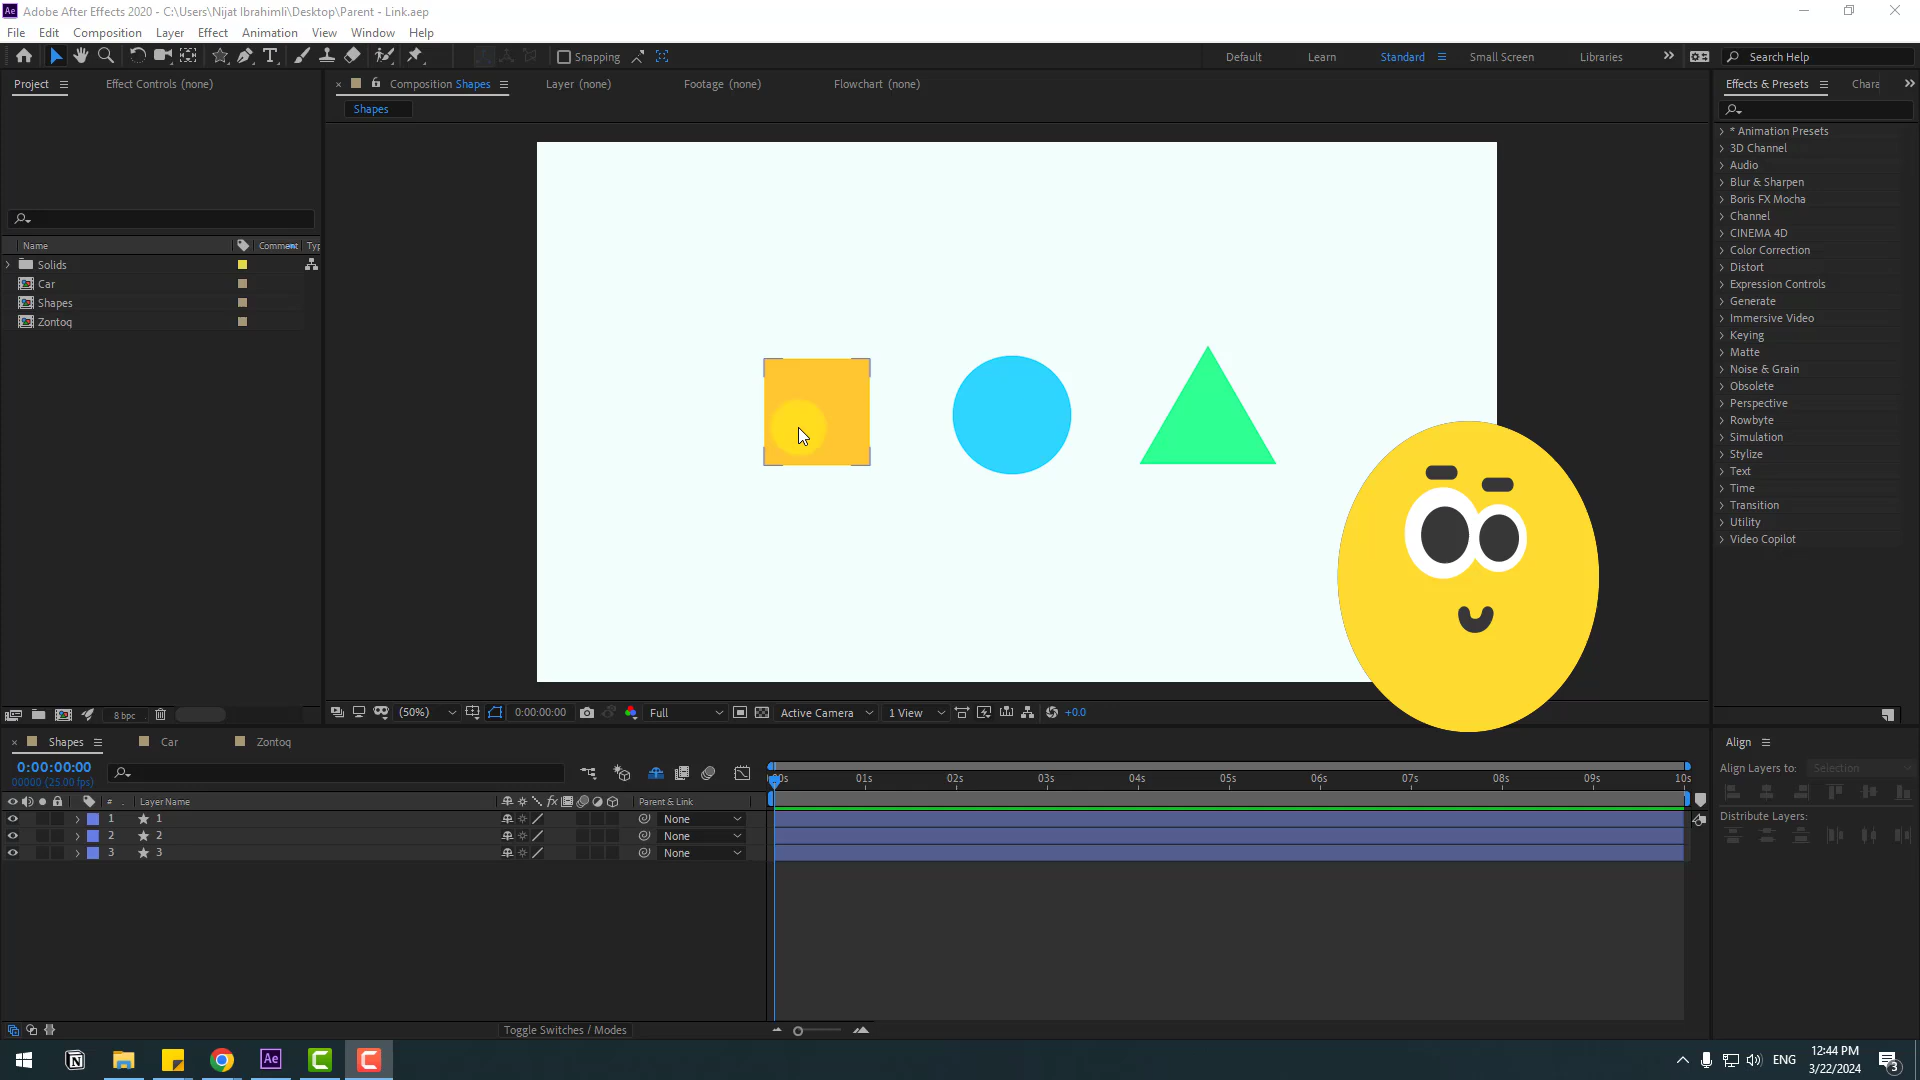 Ae Adobe After Effects 2020 - C:\Users\Nijat Ibrahimli\Desktop\Parent - Link.aep
File Edit Composition Layer Effect Animation View Window Help
Snapping Default Learn Standard Small Screen Libraries Search Help
Project Effect Controls (none) Composition Shapes Layer (none) Footage (none) Flowchart (none) Effects & Presets Chara
Shapes
Name Comment Typ
Solids
Car
Shapes
Zontoq
* Animation Presets
3D Channel
Audio
Blur & Sharpen
Boris FX Mocha
Channel
CINEMA 4D
Color Correction
Distort
Expression Controls
Generate
Immersive Video
Keying
Matte
Noise & Grain
Obsolete
Perspective
Rowbyte
Simulation
Stylize
Text
Time
Transition
Utility
Video Copilot
8 bpc (50%) 0:00:00:00 Full Active Camera 1 View +0.0
Shapes Car Zontoq
0:00:00:00
00000 (25.00 fps)
00s 01s 02s 03s 04s 05s 06s 07s 08s 09s 10s
# Layer Name fx Parent & Link
1 1 None
2 2 None
3 3 None
Align
Align Layers to: Selection
Distribute Layers:
Toggle Switches / Modes
Ae ENG 12:44 PM
3/22/2024 3